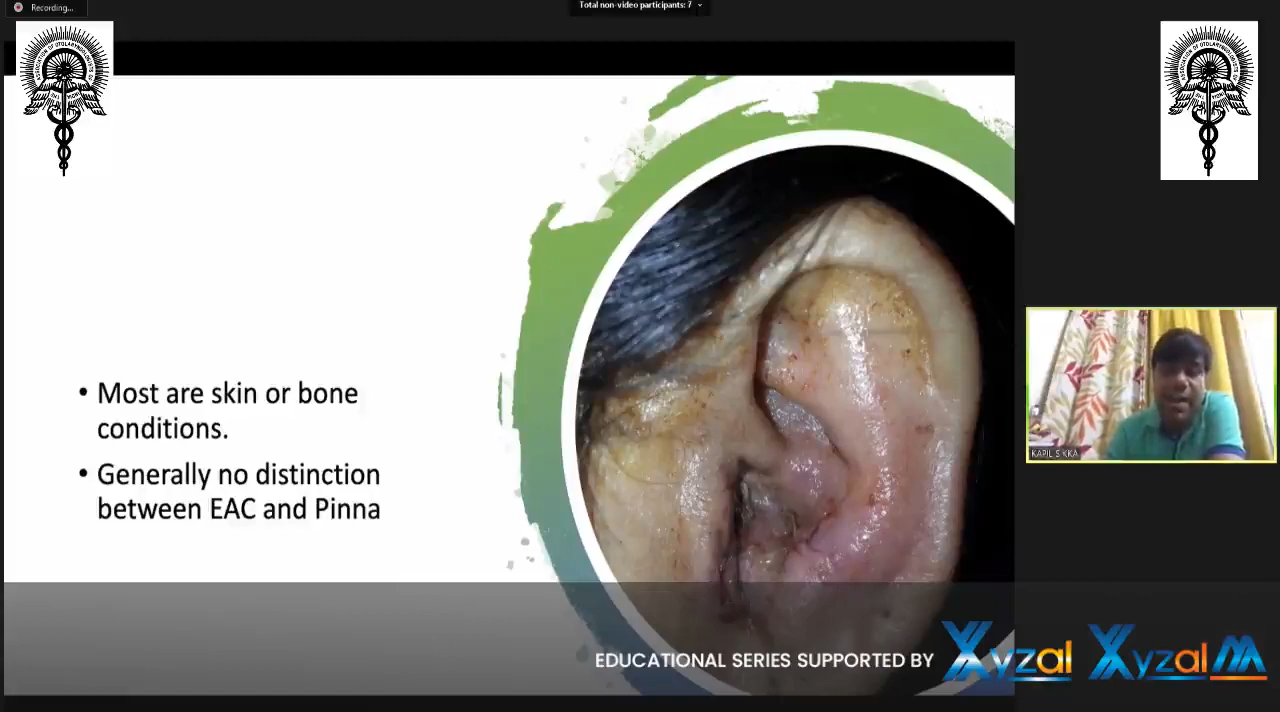 Recording...
Total non-video participants: 7
• Most are skin or bone
conditions.
• Generally no distinction
between EAC and Pinna
KAPIL SIKKA
EDUCATIONAL SERIES SUPPORTED BY
Xyzal Xyzal M